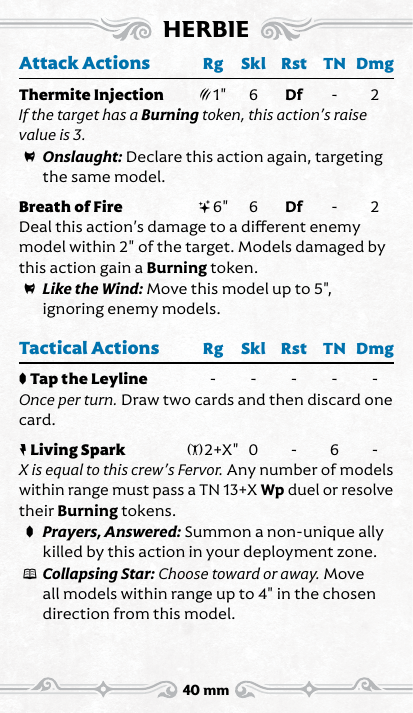 HERBIE
Attack Actions Rg Skl Rst TN Dmg
Thermite Injection 1" 6 Df - 2
If the target has a Burning token, this action's raise
value is 3.
Onslaught: Declare this action again, targeting
the same model.
Breath of Fire 6" 6 Df - 2
Deal this action's damage to a different enemy
model within 2" of the target. Models damaged by
this action gain a Burning token.
Like the Wind: Move this model up to 5",
ignoring enemy models.
Tactical Actions Rg Skl Rst TN Dmg
Tap the Leyline - - - - -
Once per turn. Draw two cards and then discard one
card.
Living Spark 2+X" 0 - 6 -
X is equal to this crew's Fervor. Any number of models
within range must pass a TN 13+X Wp duel or resolve
their Burning tokens.
Prayers, Answered: Summon a non-unique ally
killed by this action in your deployment zone.
Collapsing Star: Choose toward or away. Move
all models within range up to 4" in the chosen
direction from this model.
40 mm